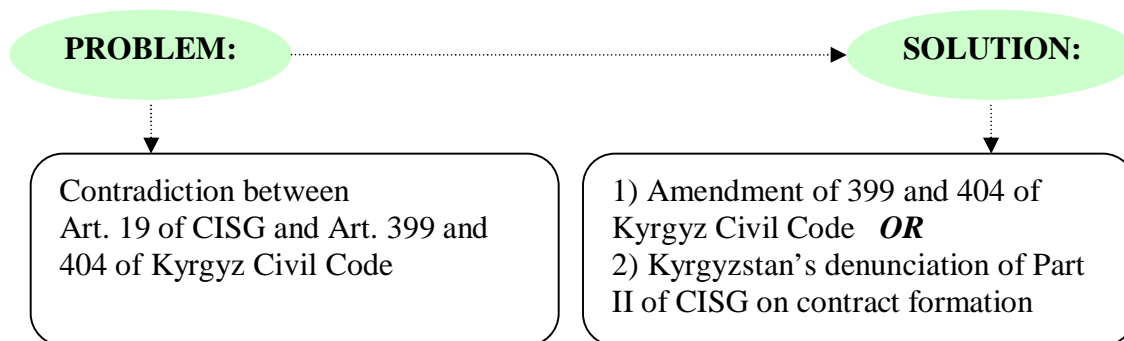 PROBLEM:
SOLUTION:
Contradiction between
Art. 19 of CISG and Art. 399 and
404 of Kyrgyz Civil Code
1) Amendment of 399 and 404 of
Kyrgyz Civil Code OR
2) Kyrgyzstan's denunciation of Part
II of CISG on contract formation